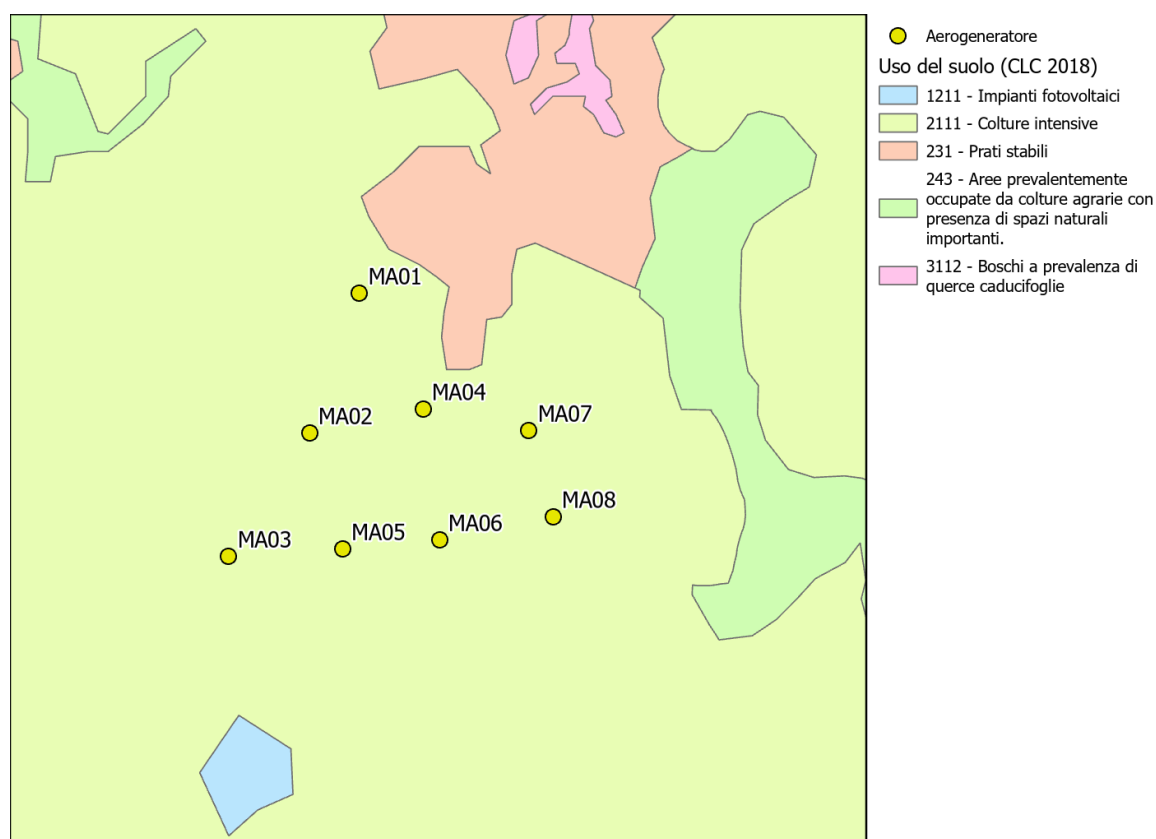 MA01
MA04
MA02
MA07
MA08
MA06
MA05
MA03
Aerogeneratore
Uso del suolo (CLC 2018)
1211 - Impianti fotovoltaici
2111 - Colture intensive
231 - Prati stabili
243 - Aree prevalentemente
occupate da colture agrarie con
presenza di spazi naturali
importanti.
3112 - Boschi a prevalenza di
querce caducifoglie